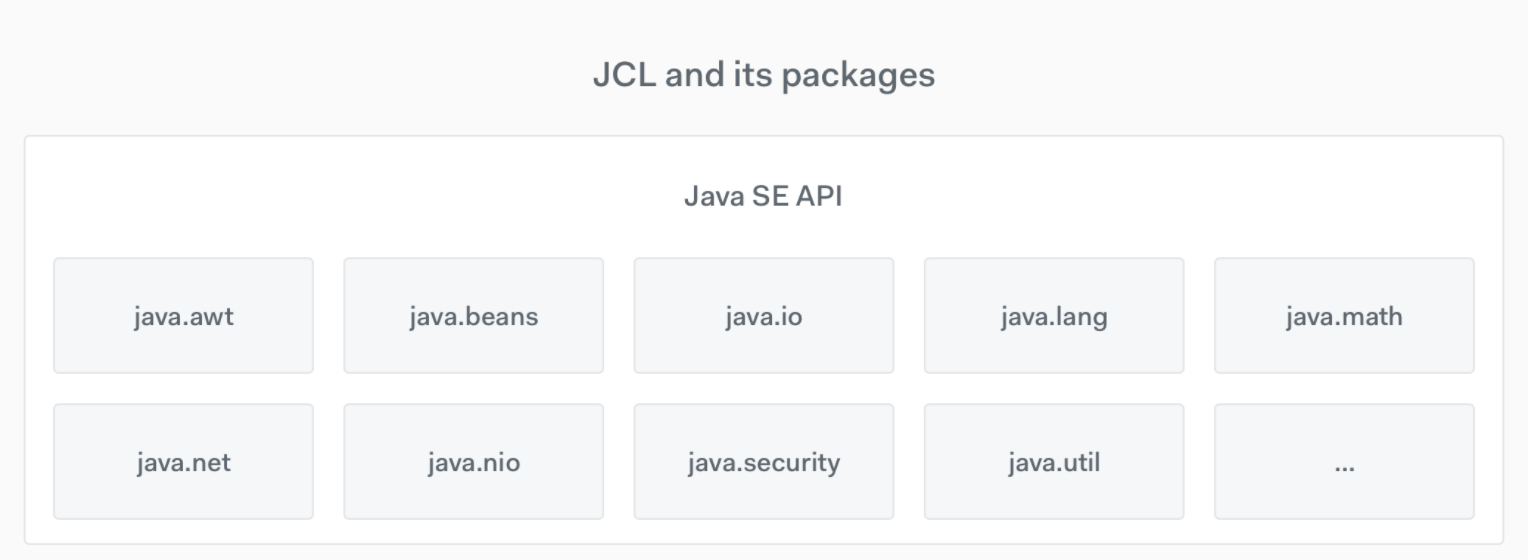 JCL and its packages
Java SE API
java.awt
java.beans
java.io
java.lang
java.math
java.net
java.nio
java.security
java.util
...